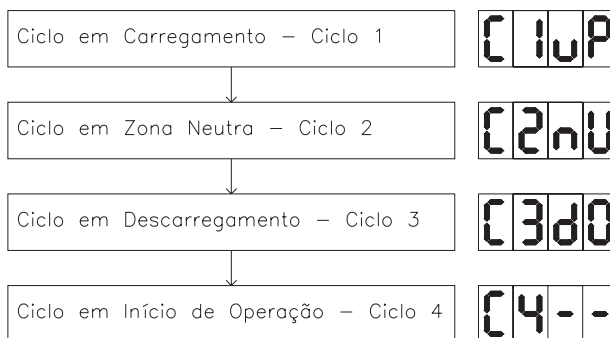 Ciclo em Carregamento – Ciclo 1 C1uP
Ciclo em Zona Neutra – Ciclo 2 C2nU
Ciclo em Descarregamento – Ciclo 3 C3d0
Ciclo em Início de Operação – Ciclo 4 C4--